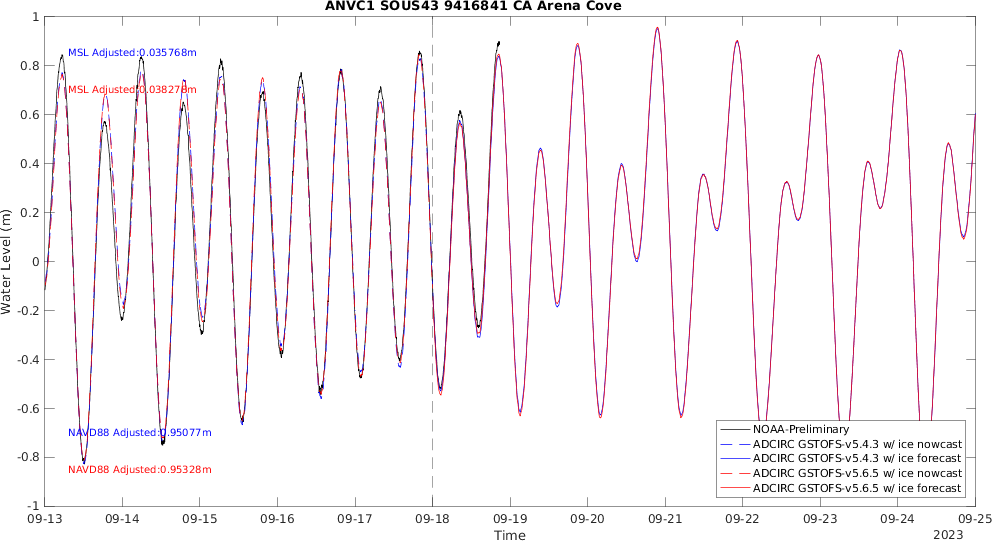 ANVC1 SOUS43 9416841 CA Arena Cove
1
0.8
0.6
0.4
0.2
0
-0.2
-0.4
-0.6
-0.8
-1
Water Level (m)
MSL Adjusted:0.035768m
MSL Adjusted:0.038278m
NAVD88 Adjusted:0.95077m
NAVD88 Adjusted:0.95328m
NOAA-Preliminary
ADCIRC GSTOFS-v5.4.3 w/ ice nowcast
ADCIRC GSTOFS-v5.4.3 w/ ice forecast
ADCIRC GSTOFS-v5.6.5 w/ ice nowcast
ADCIRC GSTOFS-v5.6.5 w/ ice forecast
09-13 09-14 09-15 09-16 09-17 09-18 09-19 09-20 09-21 09-22 09-23 09-24 09-25
Time
2023